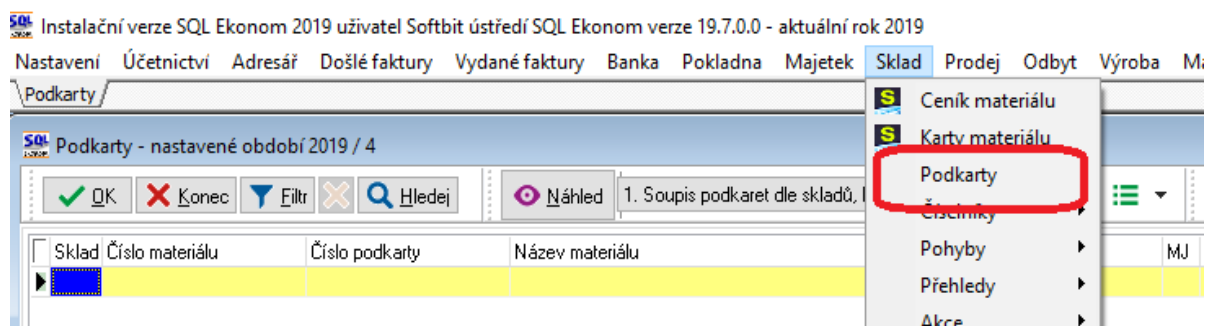 Instalační verze SQL Ekonom 2019 uživatel Softbit ústředí SQL Ekonom verze 19.7.0.0 - aktuální rok 2019
Nastavení Účetnictví Adresář Došlé faktury Vydané faktury Banka Pokladna Majetek Sklad Prodej Odbyt Výroba
Podkarty
Ceník materiálu
Podkarty - nastavené období 2019 / 4
Karty materiálu
Podkarty
OK Konec Filtr Hledej Náhled 1. Soupis podkaret dle skladů,
Číselníky
Sklad Číslo materiálu Číslo podkarty Název materiálu MJ
Pohyby
Přehledy
Akce